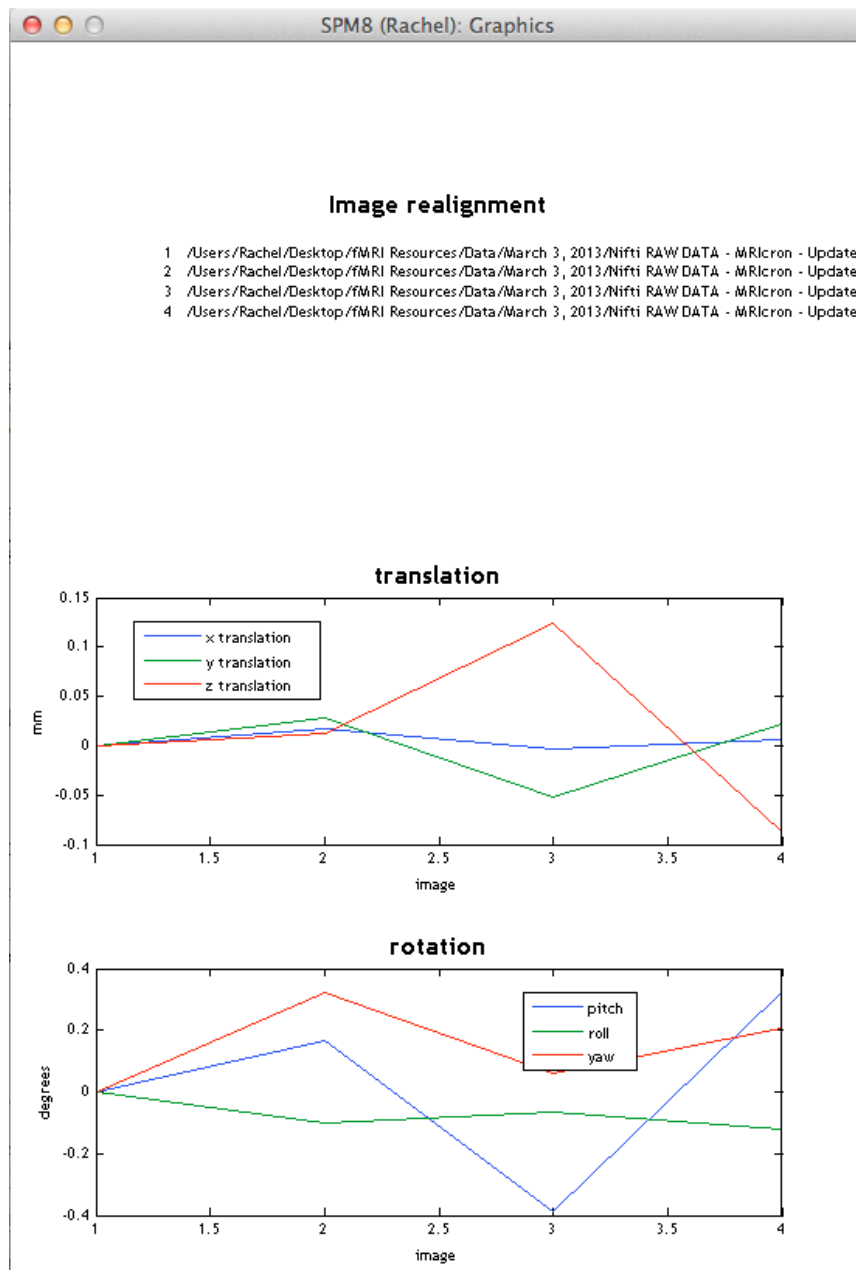 SPM8 (Rachel): Graphics
Image realignment
1 /Users/Rachel/Desktop/fMRI Resources/Data/March 3, 2013/Nifti RAW DATA - MRIcron - Update
2 /Users/Rachel/Desktop/fMRI Resources/Data/March 3, 2013/Nifti RAW DATA - MRIcron - Update
3 /Users/Rachel/Desktop/fMRI Resources/Data/March 3, 2013/Nifti RAW DATA - MRIcron - Update
4 /Users/Rachel/Desktop/fMRI Resources/Data/March 3, 2013/Nifti RAW DATA - MRIcron - Update
translation
0.15
0.1
0.05
0
-0.05
-0.1
mm
x translation
y translation
z translation
1 1.5 2 2.5 3 3.5 4
image
rotation
0.4
0.2
0
-0.2
-0.4
degrees
pitch
roll
yaw
1 1.5 2 2.5 3 3.5 4
image